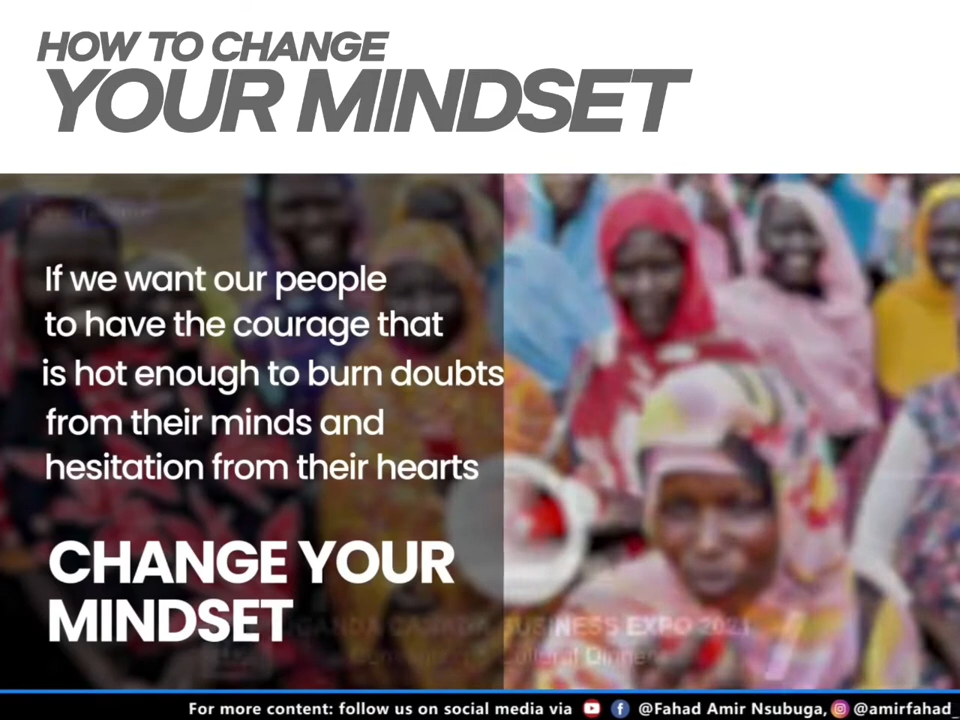 HOW TO CHANGE
YOUR MINDSET
If we want our people
to have the courage that
is hot enough to burn doubts
from their minds and
hesitation from their hearts
CHANGE YOUR
MINDSET
BUSINESS EXPO
For more content: follow us on social media via @Fahad Amir Nsubuga, @amirfahad